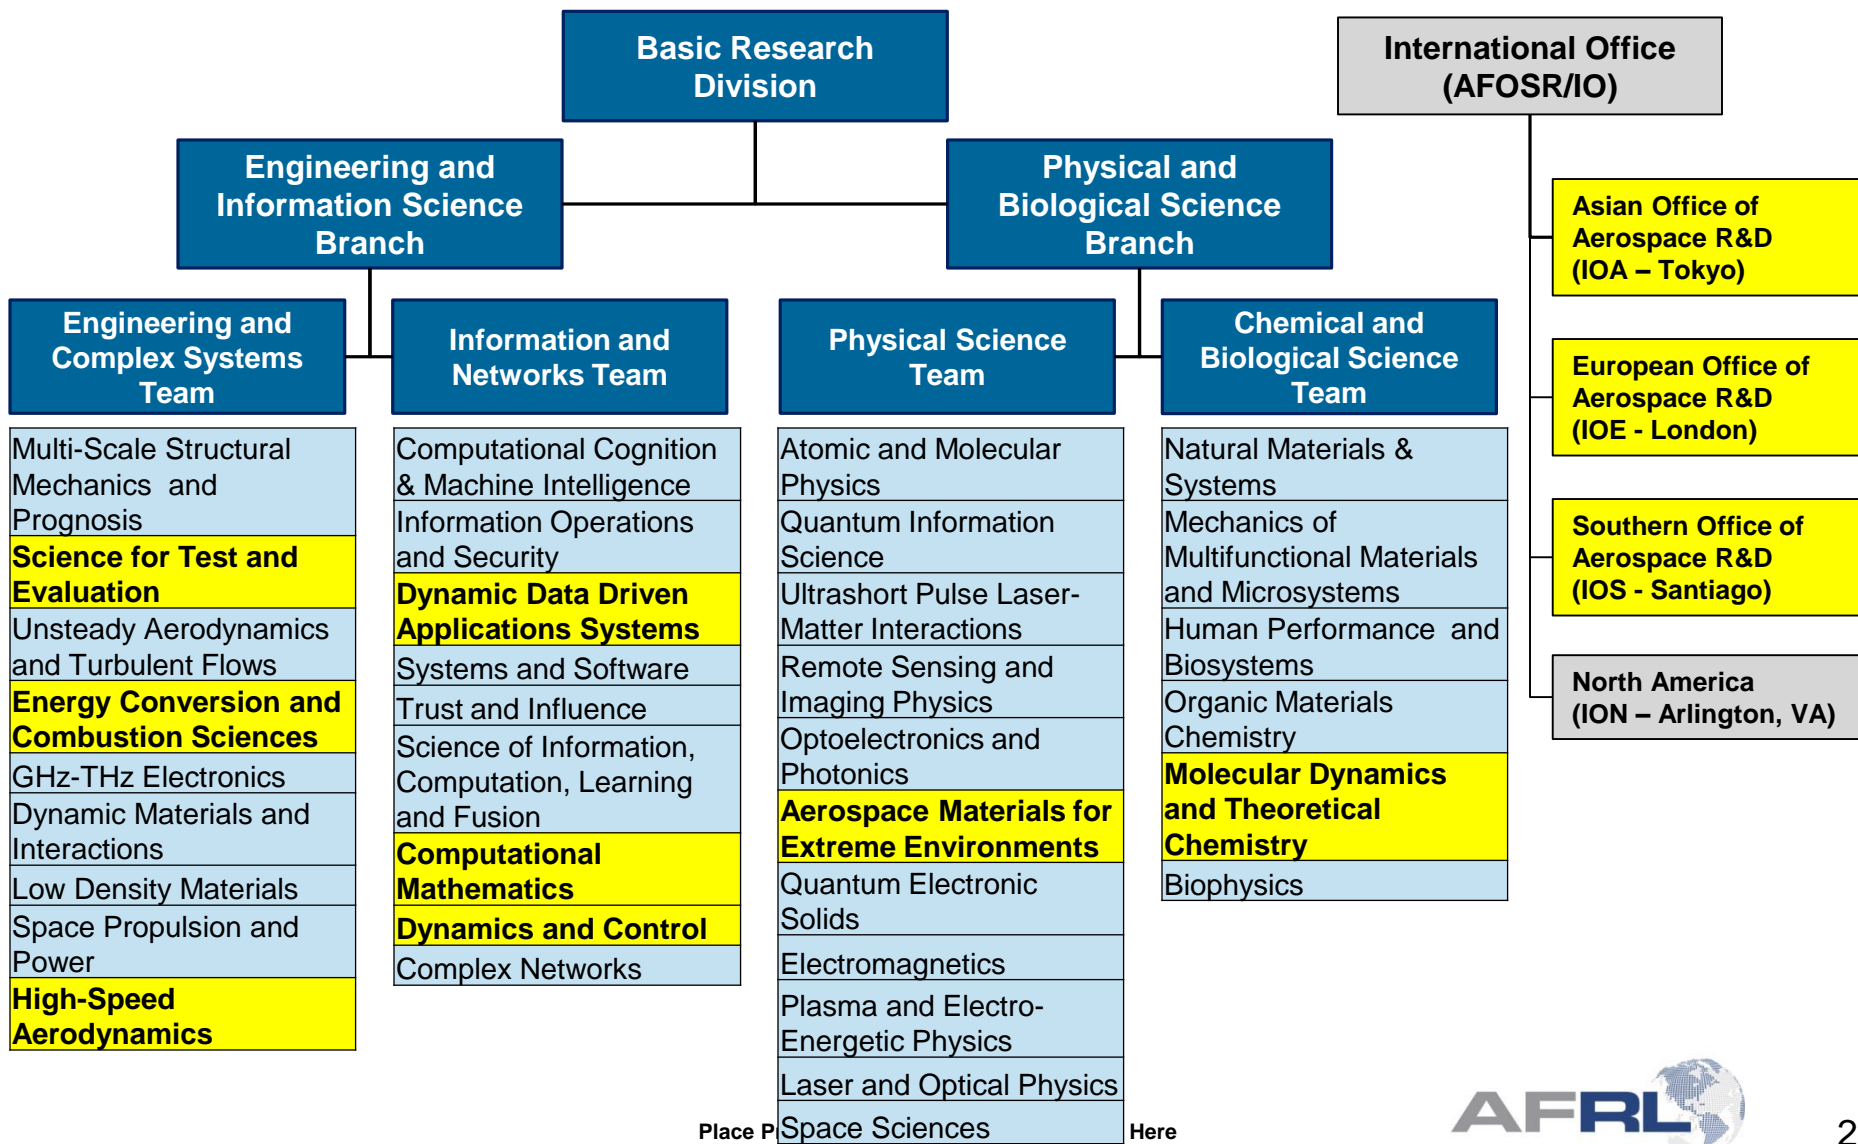 Basic Research
Division
International Office
(AFOSR/IO)
Engineering and
Information Science
Branch
Physical and
Biological Science
Branch
Engineering and
Complex Systems
Team
Information and
Networks Team
Physical Science
Team
Chemical and
Biological Science
Team
Multi-Scale Structural
Mechanics and
Prognosis
Science for Test and
Evaluation
Unsteady Aerodynamics
and Turbulent Flows
Energy Conversion and
Combustion Sciences
GHz-THz Electronics
Dynamic Materials and
Interactions
Low Density Materials
Space Propulsion and
Power
High-Speed
Aerodynamics
Computational Cognition
& Machine Intelligence
Information Operations
and Security
Dynamic Data Driven
Applications Systems
Systems and Software
Trust and Influence
Science of Information,
Computation, Learning
and Fusion
Computational
Mathematics
Dynamics and Control
Complex Networks
Atomic and Molecular
Physics
Quantum Information
Science
Ultrashort Pulse Laser-
Matter Interactions
Remote Sensing and
Imaging Physics
Optoelectronics and
Photonics
Aerospace Materials for
Extreme Environments
Quantum Electronic
Solids
Electromagnetics
Plasma and Electro-
Energetic Physics
Laser and Optical Physics
Space Sciences
Natural Materials &
Systems
Mechanics of
Multifunctional Materials
and Microsystems
Human Performance and
Biosystems
Organic Materials
Chemistry
Molecular Dynamics
and Theoretical
Chemistry
Biophysics
Asian Office of
Aerospace R&D
(IOA – Tokyo)
European Office of
Aerospace R&D
(IOE - London)
Southern Office of
Aerospace R&D
(IOS - Santiago)
North America
(ION – Arlington, VA)
Place Here
AFRL
2